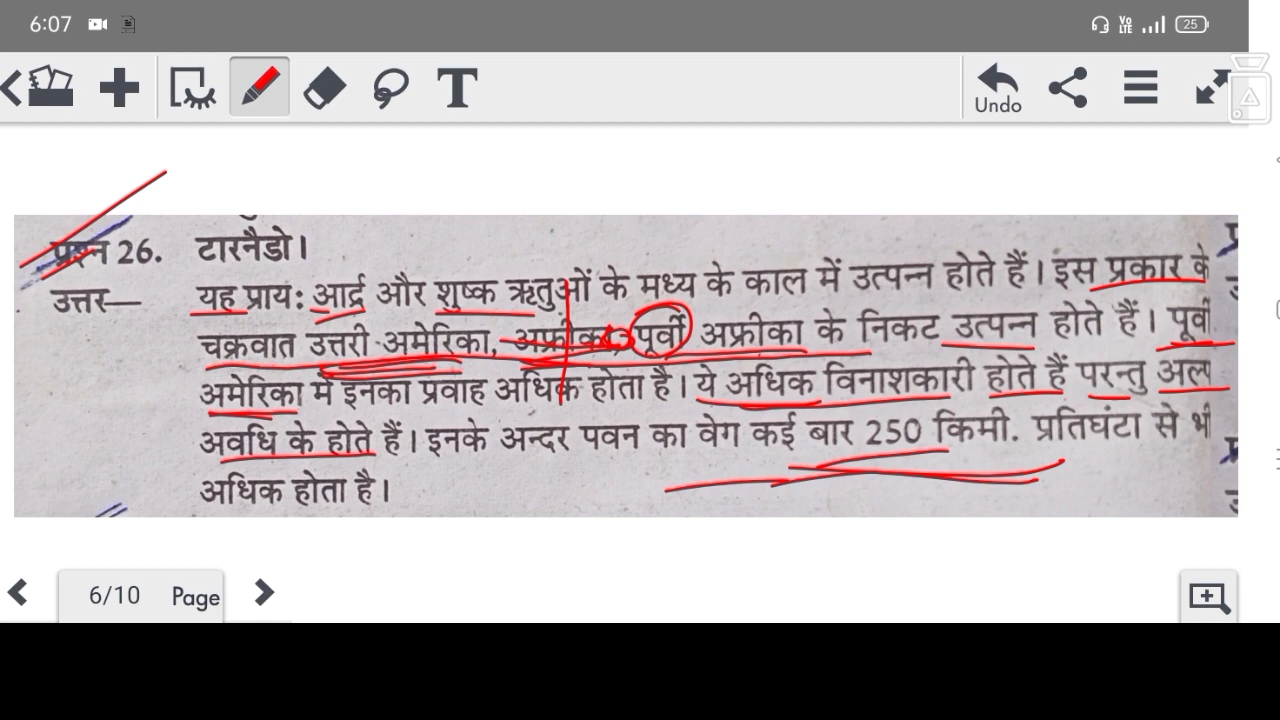 6:07
Vo LTE 25
T
Undo
प्रश्न 26. टारनैडो।
उत्तर— यह प्राय: आर्द्र और शुष्क ऋतुओं के मध्य के काल में उत्पन्न होते हैं। इस प्रकार के
चक्रवात उत्तरी अमेरिका, अफ्रीका, पूर्वी अफ्रीका के निकट उत्पन्न होते हैं। पूर्वी
अमेरिका में इनका प्रवाह अधिक होता है। ये अधिक विनाशकारी होते हैं परन्तु अल्प
अवधि के होते हैं। इनके अन्दर पवन का वेग कई बार 250 किमी. प्रतिघंटा से भी
अधिक होता है।
6/10 Page